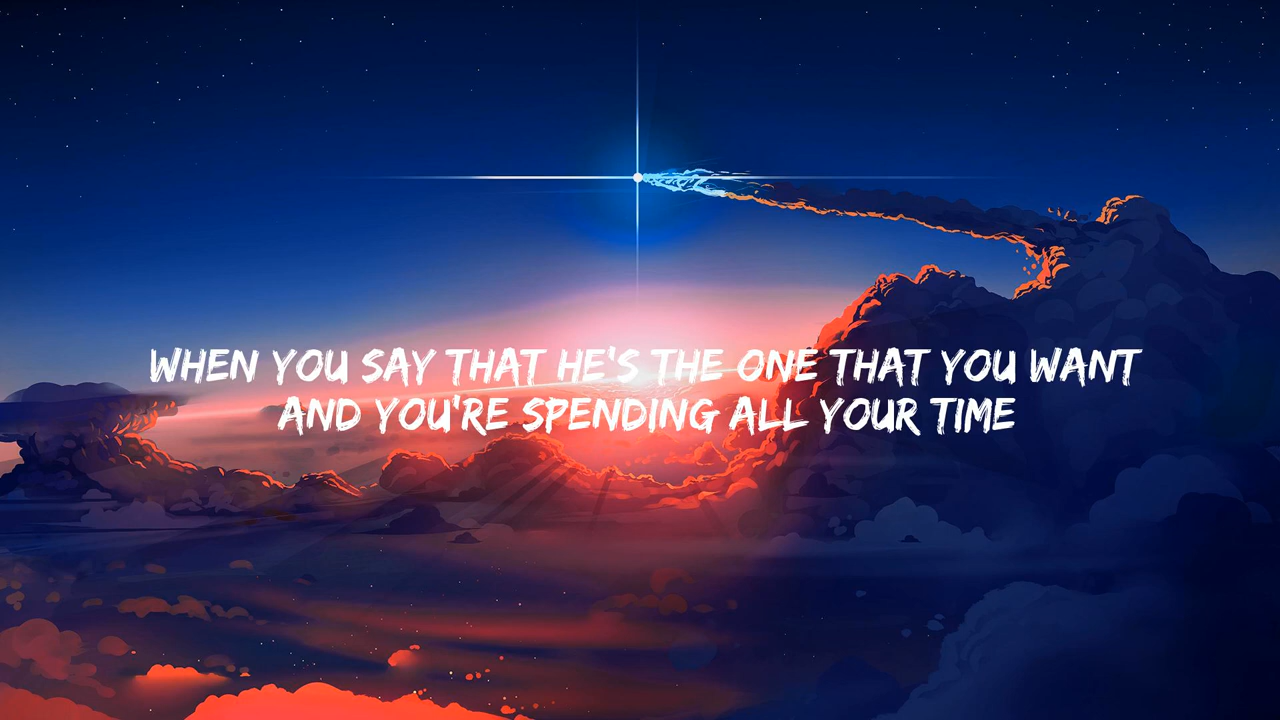 WHEN YOU SAY THAT HE'S THE ONE THAT YOU WANT
AND YOU'RE SPENDING ALL YOUR TIME